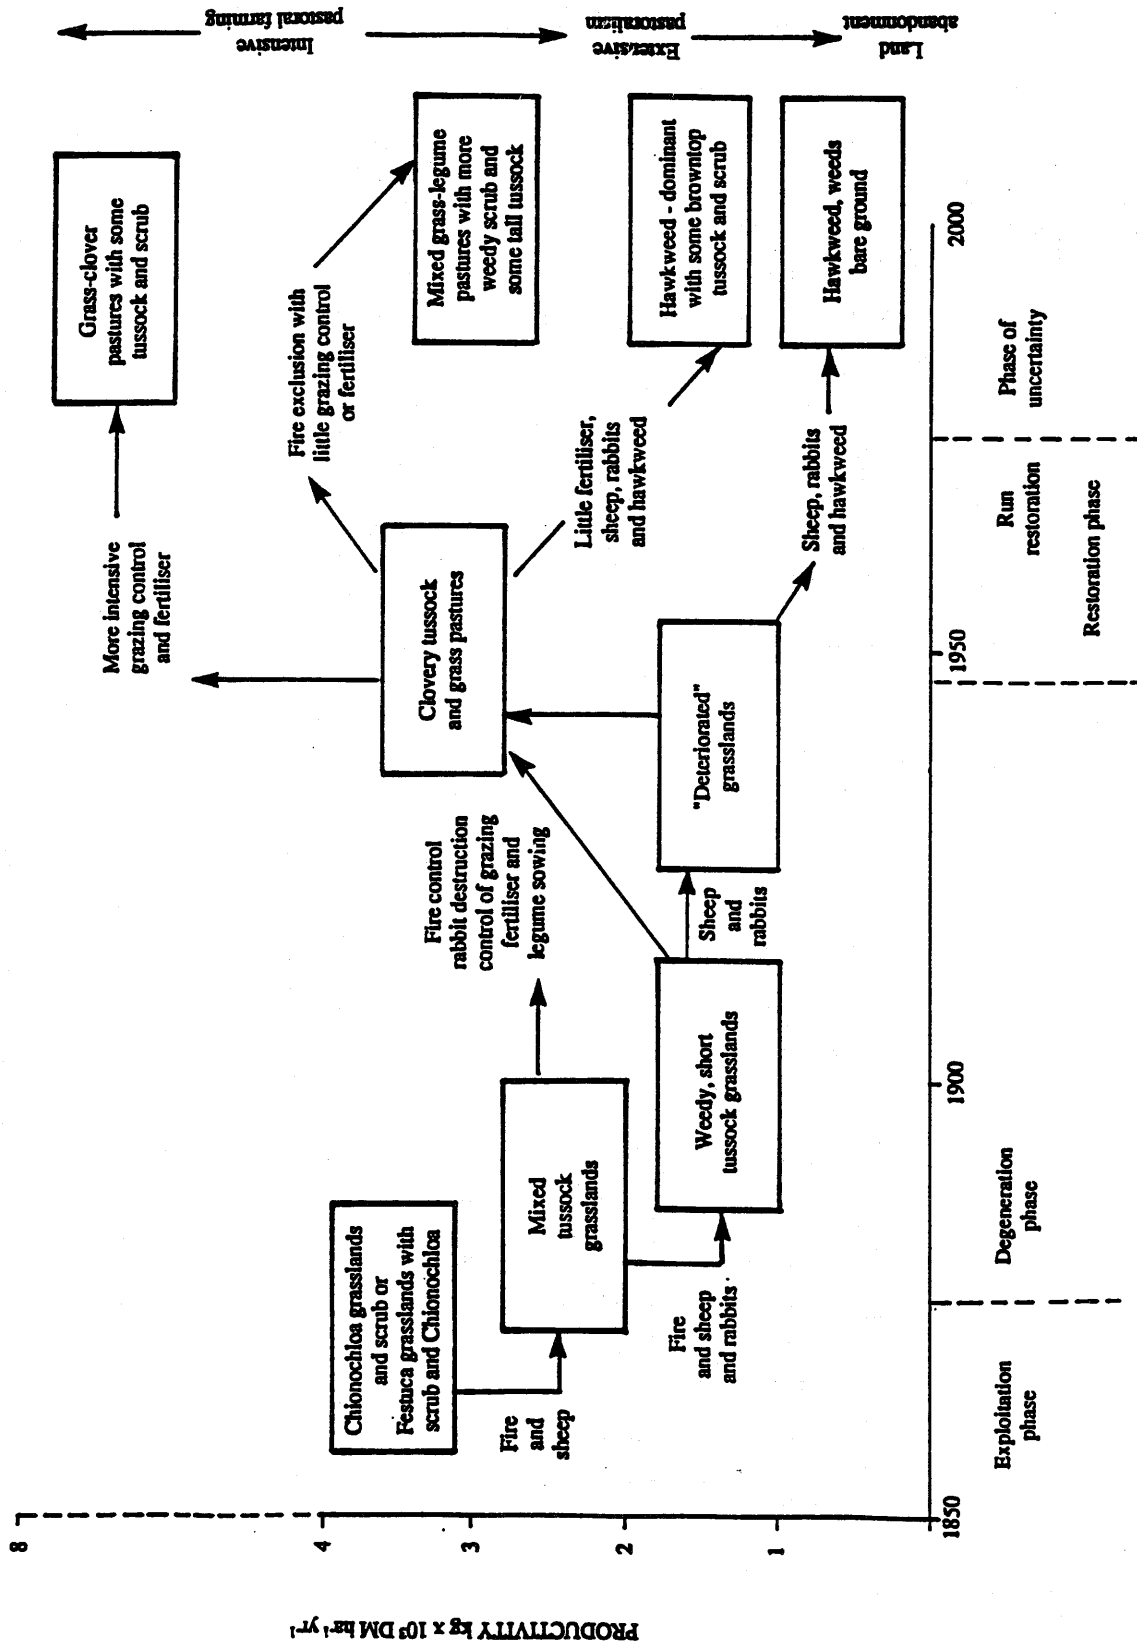 PRODUCTIVITY kg x 10³ DM ha⁻¹ yr⁻¹
8
4
3
2
1
Chionochloa grasslands
and scrub or
Festuca grasslands with
scrub and Chionochloa
Fire
and
sheep
Mixed
tussock
grasslands
Fire
and sheep
and rabbits
Weedy, short
tussock grasslands
Fire control
rabbit destruction
control of grazing
fertiliser and
legume sowing
Sheep
and
rabbits
"Deteriorated"
grasslands
Clovery tussock
and grass pastures
More intensive
grazing control
and fertiliser
Fire exclusion with
little grazing control
or fertiliser
Little fertiliser,
sheep, rabbits
and hawkweed
Sheep, rabbits
and hawkweed
Grass-clover
pastures with some
tussock and scrub
Mixed grass-legume
pastures with more
weedy scrub and
some tall tussock
Hawkweed - dominant
with some browntop
tussock and scrub
Hawkweed, weeds
bare ground
Intensive
pastoral farming
Extensive
pastoralism
Land
abandonment
1850
1900
1950
2000
Exploitation
phase
Degeneration
phase
Run
restoration
Restoration phase
Phase of
uncertainty